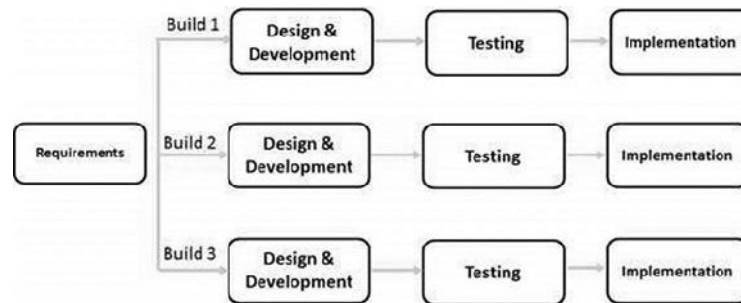 Build 1
Design &
Development
Testing
Implementation
Requirements
Build 2
Design &
Development
Testing
Implementation
Build 3
Design &
Development
Testing
Implementation